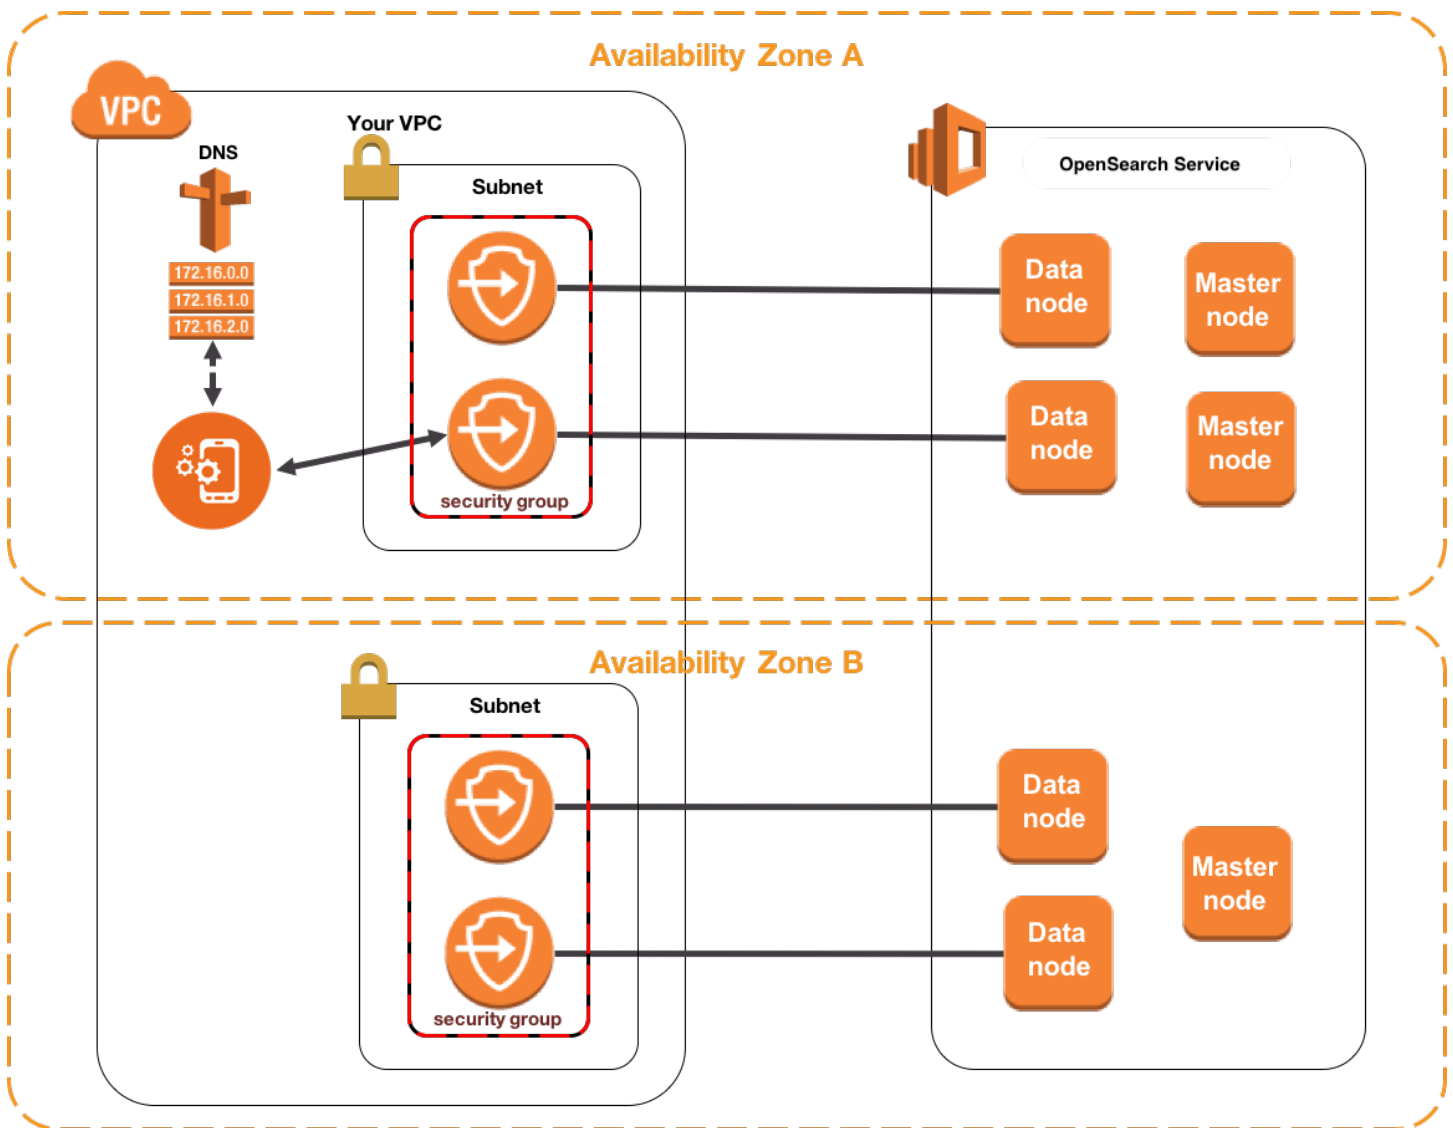 Availability Zone A
VPC
Your VPC
DNS
Subnet
OpenSearch Service
172.16.0.0
172.16.1.0
172.16.2.0
Data
node
Master
node
Data
node
Master
node
security group
Availability Zone B
Subnet
Data
node
Master
node
Data
node
security group